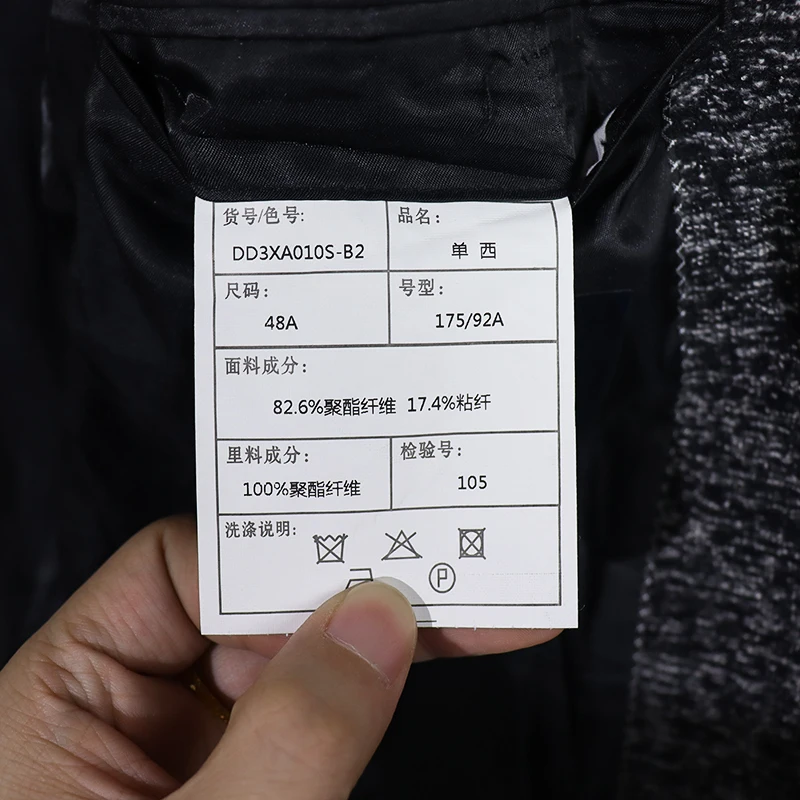 货号/色号: 品名:
DD3XA010S-B2 单 西
尺码: 号型:
48A 175/92A
面料成分:
82.6%聚酯纤维 17.4%粘纤
里料成分: 检验号:
100%聚酯纤维 105
洗涤说明:
P